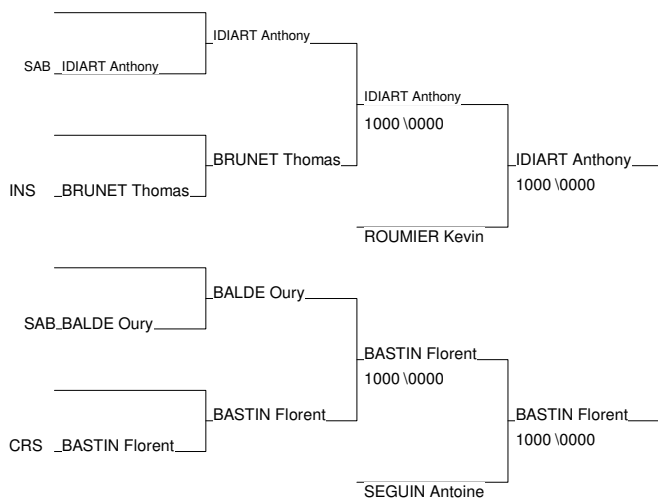 IDIART Anthony
SAB IDIART Anthony
IDIART Anthony
1000 \0000
BRUNET Thomas
IDIART Anthony
1000 \0000
INS BRUNET Thomas
ROUMIER Kevin
BALDE Oury
SAB BALDE Oury
BASTIN Florent
1000 \0000
BASTIN Florent
BASTIN Florent
1000 \0000
CRS BASTIN Florent
SEGUIN Antoine